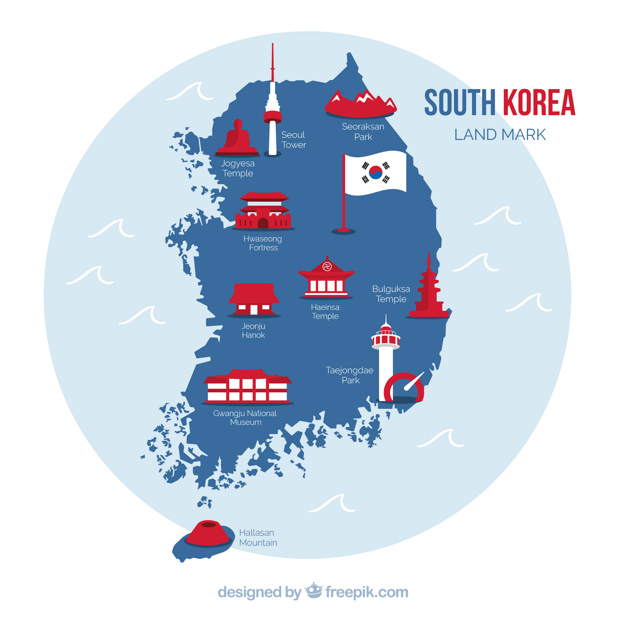 SOUTH KOREA
LAND MARK
Seoul
Tower
Seoraksan
Park
Jogyesa
Temple
Hwaseong
Fortress
Haeinsa
Temple
Bulguksa
Temple
Jeonju
Hanok
Taejongdae
Park
Gwangju National
Museum
Hallasan
Mountain
designed by freepik.com